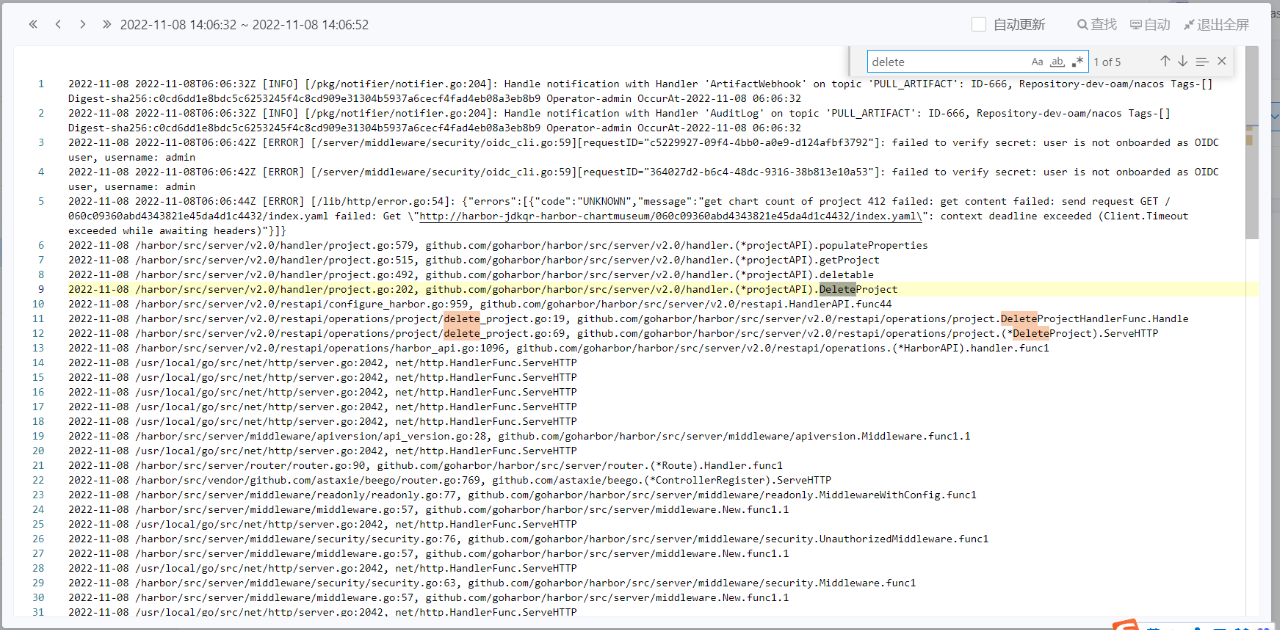 2022-11-08 14:06:32 ~ 2022-11-08 14:06:52
自动更新
查找
自动
退出全屏
delete
Aa
ab
.*
1 of 5
1 2022-11-08 2022-11-08T06:06:32Z [INFO] [/pkg/notifier/notifier.go:204]: Handle notification with Handler 'ArtifactWebhook' on topic 'PULL_ARTIFACT': ID-666, Repository-dev-oam/nacos Tags-[]
Digest-sha256:c0cd6dd1e8bdc5c6253245f4c8cd909e31304b5937a6cecf4fad4eb08a3eb8b9 Operator-admin OccurAt-2022-11-08 06:06:32
2 2022-11-08 2022-11-08T06:06:32Z [INFO] [/pkg/notifier/notifier.go:204]: Handle notification with Handler 'AuditLog' on topic 'PULL_ARTIFACT': ID-666, Repository-dev-oam/nacos Tags-[]
Digest-sha256:c0cd6dd1e8bdc5c6253245f4c8cd909e31304b5937a6cecf4fad4eb08a3eb8b9 Operator-admin OccurAt-2022-11-08 06:06:32
3 2022-11-08 2022-11-08T06:06:42Z [ERROR] [/server/middleware/security/oidc_cli.go:59][requestID="c5229927-09f4-4bb0-a0e9-d124afbf3792"]: failed to verify secret: user is not onboarded as OIDC
user, username: admin
4 2022-11-08 2022-11-08T06:06:42Z [ERROR] [/server/middleware/security/oidc_cli.go:59][requestID="364027d2-b6c4-48dc-9316-38b813e10a53"]: failed to verify secret: user is not onboarded as OIDC
user, username: admin
5 2022-11-08 2022-11-08T06:06:44Z [ERROR] [/lib/http/error.go:54]: {"errors":[{"code":"UNKNOWN","message":"get chart count of project 412 failed: get content failed: send request GET /
060c09360abd4343821e45da4d1c4432/index.yaml failed: Get \"http://harbor-jdkqr-harbor-chartmuseum/060c09360abd4343821e45da4d1c4432/index.yaml\": context deadline exceeded (Client.Timeout
exceeded while awaiting headers)"}]}
6 2022-11-08 /harbor/src/server/v2.0/handler/project.go:579, github.com/goharbor/harbor/src/server/v2.0/handler.(*projectAPI).populateProperties
7 2022-11-08 /harbor/src/server/v2.0/handler/project.go:515, github.com/goharbor/harbor/src/server/v2.0/handler.(*projectAPI).getProject
8 2022-11-08 /harbor/src/server/v2.0/handler/project.go:492, github.com/goharbor/harbor/src/server/v2.0/handler.(*projectAPI).deletable
9 2022-11-08 /harbor/src/server/v2.0/handler/project.go:202, github.com/goharbor/harbor/src/server/v2.0/handler.(*projectAPI).DeleteProject
10 2022-11-08 /harbor/src/server/v2.0/restapi/configure_harbor.go:959, github.com/goharbor/harbor/src/server/v2.0/restapi.HandlerAPI.func44
11 2022-11-08 /harbor/src/server/v2.0/restapi/operations/project/delete_project.go:19, github.com/goharbor/harbor/src/server/v2.0/restapi/operations/project.DeleteProjectHandlerFunc.Handle
12 2022-11-08 /harbor/src/server/v2.0/restapi/operations/project/delete_project.go:69, github.com/goharbor/harbor/src/server/v2.0/restapi/operations/project.(*DeleteProject).ServeHTTP
13 2022-11-08 /harbor/src/server/v2.0/restapi/operations/harbor_api.go:1096, github.com/goharbor/harbor/src/server/v2.0/restapi/operations.(*HarborAPI).handler.func1
14 2022-11-08 /usr/local/go/src/net/http/server.go:2042, net/http.HandlerFunc.ServeHTTP
15 2022-11-08 /usr/local/go/src/net/http/server.go:2042, net/http.HandlerFunc.ServeHTTP
16 2022-11-08 /usr/local/go/src/net/http/server.go:2042, net/http.HandlerFunc.ServeHTTP
17 2022-11-08 /usr/local/go/src/net/http/server.go:2042, net/http.HandlerFunc.ServeHTTP
18 2022-11-08 /usr/local/go/src/net/http/server.go:2042, net/http.HandlerFunc.ServeHTTP
19 2022-11-08 /harbor/src/server/middleware/apiversion/api_version.go:28, github.com/goharbor/harbor/src/server/middleware/apiversion.Middleware.func1.1
20 2022-11-08 /usr/local/go/src/net/http/server.go:2042, net/http.HandlerFunc.ServeHTTP
21 2022-11-08 /harbor/src/server/router/router.go:90, github.com/goharbor/harbor/src/server/router.(*Route).Handler.func1
22 2022-11-08 /harbor/src/vendor/github.com/astaxie/beego/router.go:769, github.com/astaxie/beego.(*ControllerRegister).ServeHTTP
23 2022-11-08 /harbor/src/server/middleware/readonly/readonly.go:77, github.com/goharbor/harbor/src/server/middleware/readonly.MiddlewareWithConfig.func1
24 2022-11-08 /harbor/src/server/middleware/middleware.go:57, github.com/goharbor/harbor/src/server/middleware.New.func1.1
25 2022-11-08 /usr/local/go/src/net/http/server.go:2042, net/http.HandlerFunc.ServeHTTP
26 2022-11-08 /harbor/src/server/middleware/security/security.go:76, github.com/goharbor/harbor/src/server/middleware/security.UnauthorizedMiddleware.func1
27 2022-11-08 /harbor/src/server/middleware/middleware.go:57, github.com/goharbor/harbor/src/server/middleware.New.func1.1
28 2022-11-08 /usr/local/go/src/net/http/server.go:2042, net/http.HandlerFunc.ServeHTTP
29 2022-11-08 /harbor/src/server/middleware/security/security.go:63, github.com/goharbor/harbor/src/server/middleware/security.Middleware.func1
30 2022-11-08 /harbor/src/server/middleware/middleware.go:57, github.com/goharbor/harbor/src/server/middleware.New.func1.1
31 2022-11-08 /usr/local/go/src/net/http/server.go:2042, net/http.HandlerFunc.ServeHTTP